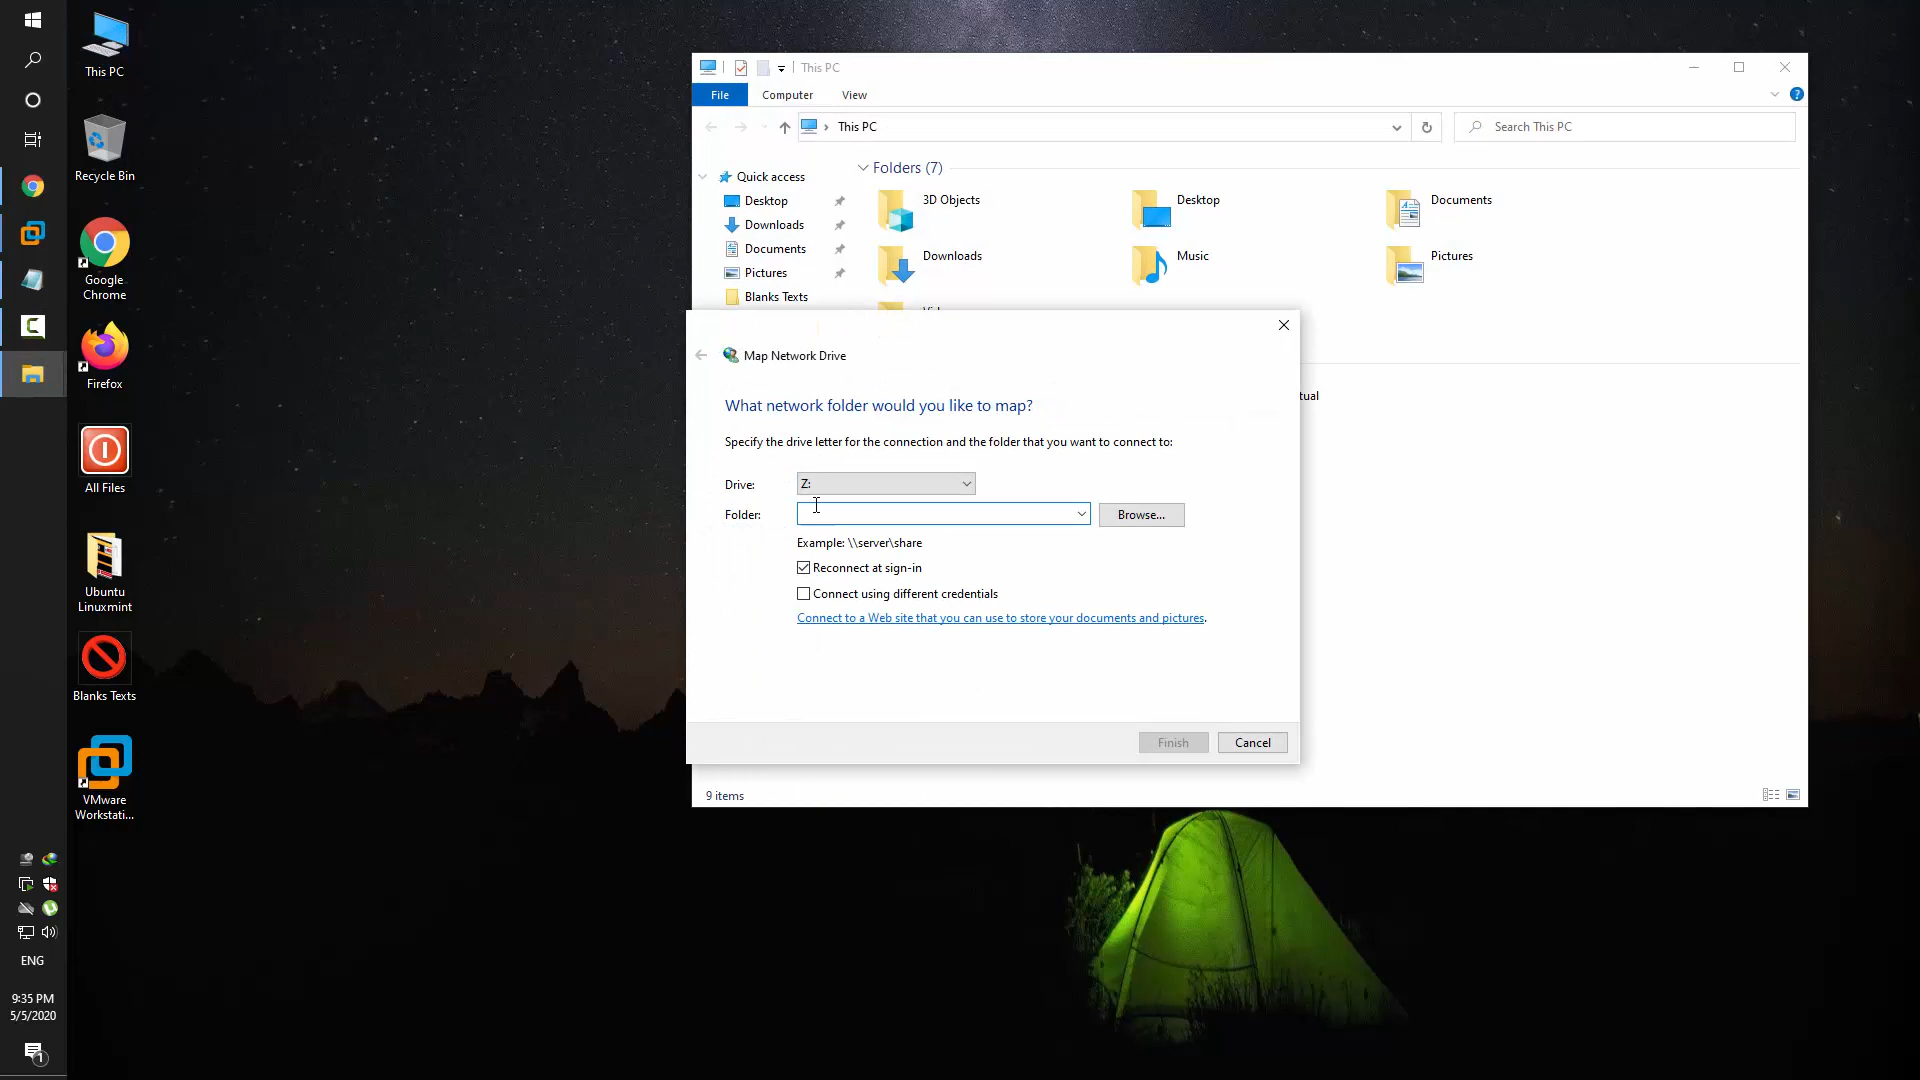 This PC
Recycle Bin
Google
Chrome
Firefox
All Files
Ubuntu
Linuxmint
Blanks Texts
VMware
Workstati...
ENG
9:35 PM
5/5/2020
1
This PC
File
Computer
View
?
This PC
Search This PC
Quick access
Desktop
Downloads
Documents
Pictures
Blanks Texts
Folders (7)
3D Objects
Desktop
Documents
Downloads
Music
Pictures
tual
9 items
Map Network Drive
What network folder would you like to map?
Specify the drive letter for the connection and the folder that you want to connect to:
Drive:
Z:
Folder:
Browse...
Example: \\server\share
Reconnect at sign-in
Connect using different credentials
Connect to a Web site that you can use to store your documents and pictures.
Finish
Cancel